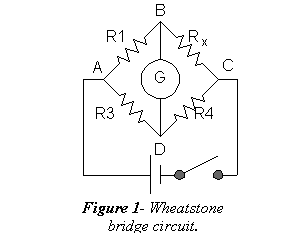 B
R1
Rx
A
G
C
R3
R4
D
Figure 1- Wheatstone
bridge circuit.